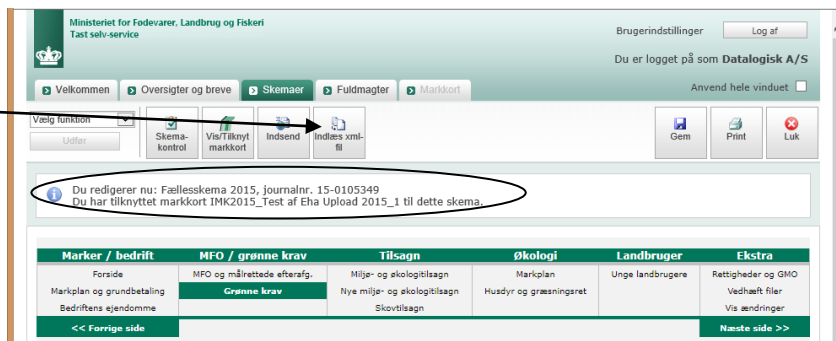 Ministeriet for Fødevarer, Landbrug og Fiskeri
Tast selv-service
Brugerindstillinger
Log af
Du er logget på som Datalogisk A/S
Velkommen
Oversigter og breve
Skemaer
Fuldmagter
Markkort
Anvend hele vinduet
Vælg funktion
Udfør
Skema-
kontrol
Vis/Tilknyt
markkort
Indsend
Indlæs xml-
fil
Gem
Print
Luk
Du redigerer nu: Fællesskema 2015, journalnr. 15-0105349
Du har tilknyttet markkort IMK2015_Test af Eha Upload 2015_1 til dette skema.
Marker / bedrift
MFO / grønne krav
Tilsagn
Økologi
Landbruger
Ekstra
Forside
MFO og målrettede efterafg.
Miljø- og økologitilsagn
Markplan
Unge landbrugere
Rettigheder og GMO
Markplan og grundbetaling
Grønne krav
Nye miljø- og økologitilsagn
Husdyr og græsningsret
Vedhæft filer
Bedriftens ejendomme
Skovtilsagn
Vis ændringer
<< Forrige side
Næste side >>